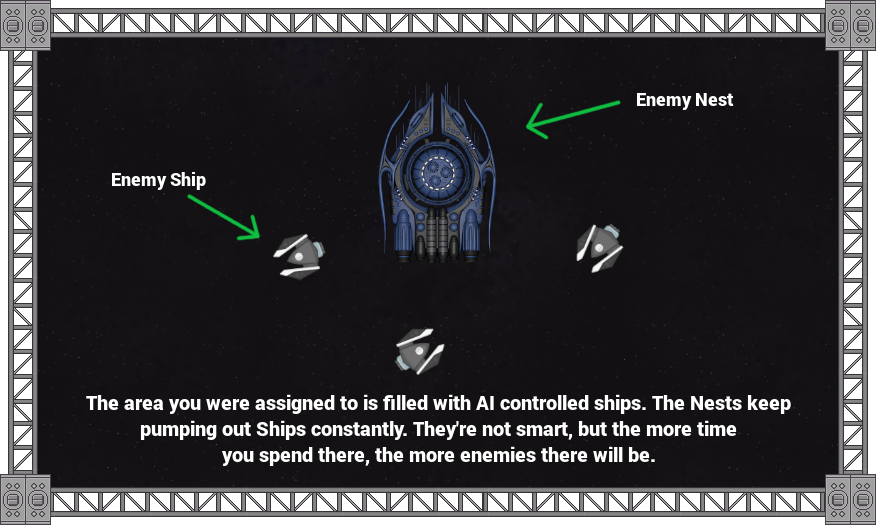 Enemy Nest
Enemy Ship
The area you were assigned to is filled with AI controlled ships. The Nests keep
pumping out Ships constantly. They're not smart, but the more time
you spend there, the more enemies there will be.